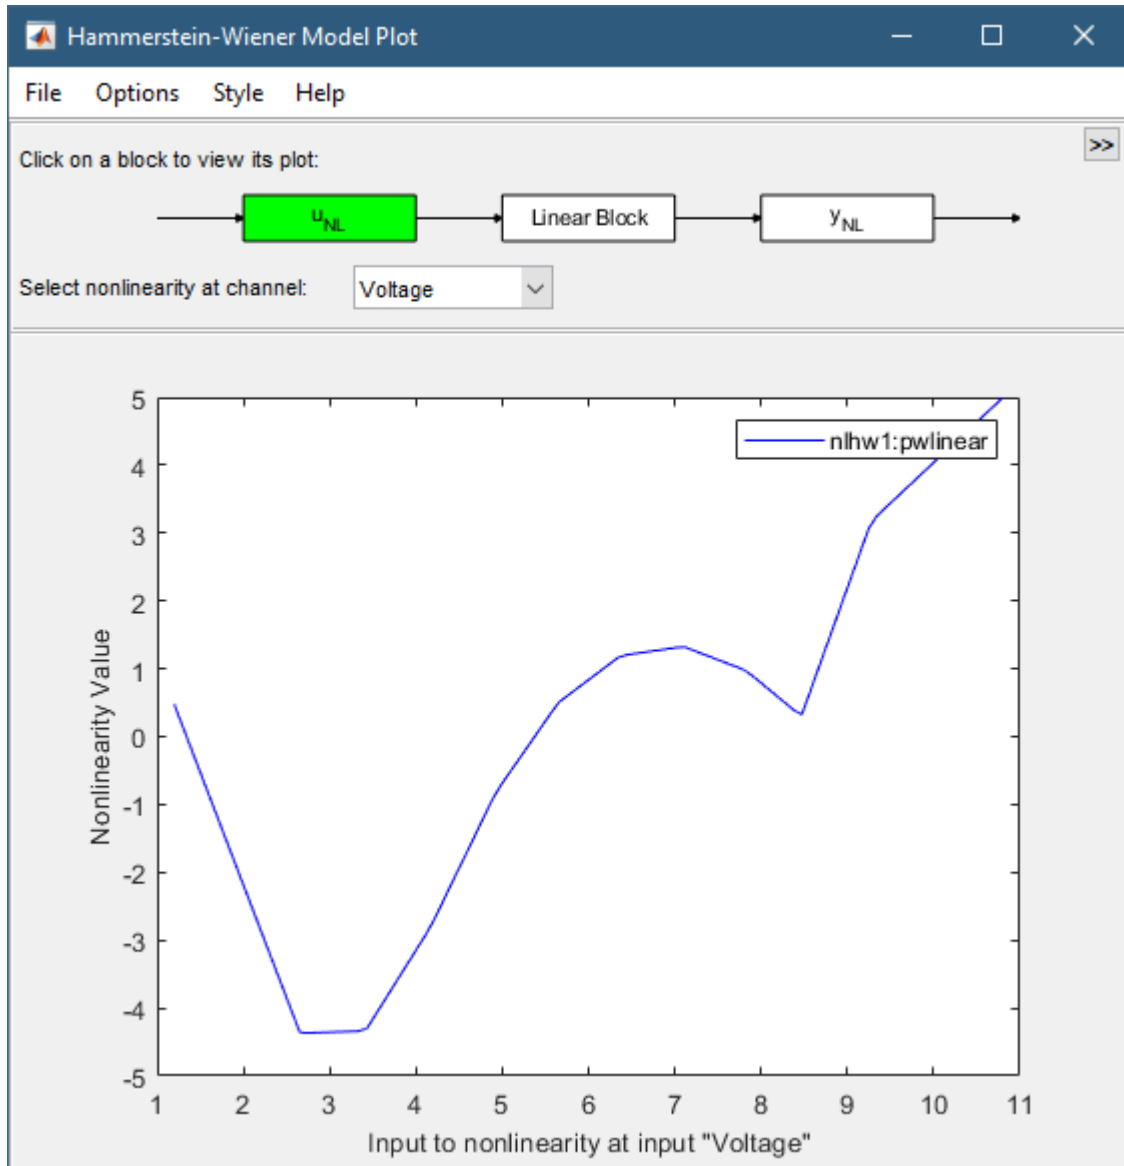 Hammerstein-Wiener Model Plot
File Options Style Help
>>
Click on a block to view its plot:
uNL Linear Block yNL
Select nonlinearity at channel: Voltage
nlhw1:pwlinear
5
4
3
2
1
0
-1
-2
-3
-4
-5
Nonlinearity Value
1 2 3 4 5 6 7 8 9 10 11
Input to nonlinearity at input "Voltage"